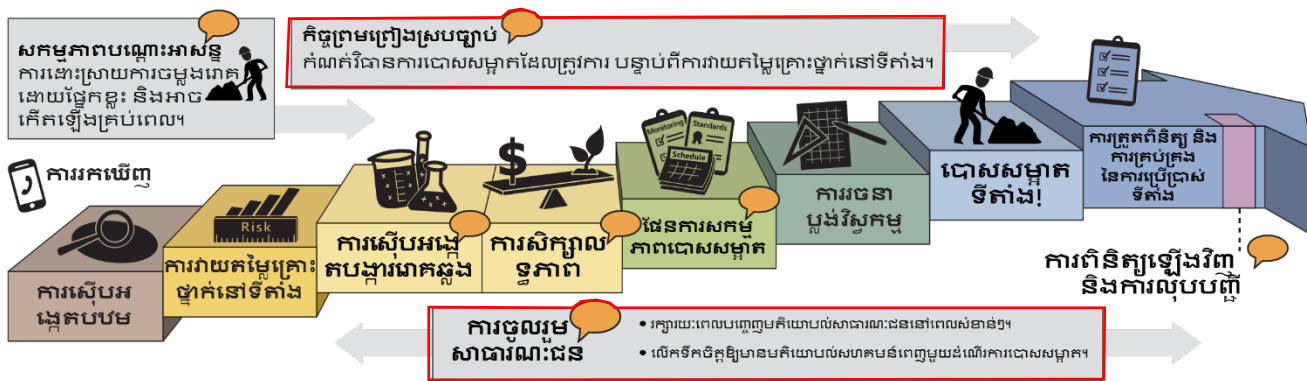 សកម្មភាពបណ្តោះអាសន្ន
ការដោះស្រាយការចម្លងរោគ
ដោយផ្នែកខ្លះ និងអាច
កើតឡើងគ្រប់ពេល។
កិច្ចព្រមព្រៀងស្របច្បាប់
កំណត់វិធានការបោសសម្អាតដែលត្រូវការ បន្ទាប់ពីការវាយតម្លៃគ្រោះថ្នាក់នៅទីតាំង។
ការរកឃើញ
ការស៊ើបអ
ង្កេតបឋម
Risk
ការវាយតម្លៃគ្រោះ
ថ្នាក់នៅទីតាំង
ការស៊ើបអង្កេ
តបង្ការរោគឆ្លង
$
ការសិក្សាល
ទ្ធភាព
Monitoring
Standards
Schedule
ផែនការសកម្ម
ភាពបោសសម្អាត
ការរចនា
ប្លង់វិស្វកម្ម
បោសសម្អាត
ទីតាំង!
ការត្រួតពិនិត្យ និង
ការគ្រប់គ្រង
នៃការប្រើប្រាស់
ទីតាំង
ការពិនិត្យឡើងវិញ
និងការលុបបញ្ជី
ការចូលរួម
សាធារណៈជន
• រក្សារយៈពេលបញ្ចេញមតិយោបល់សាធារណៈជននៅពេលសំខាន់ៗ។
• លើកទឹកចិត្តឱ្យមានមតិយោបល់សហគមន៍ពេញមួយដំណើរការបោសសម្អាត។